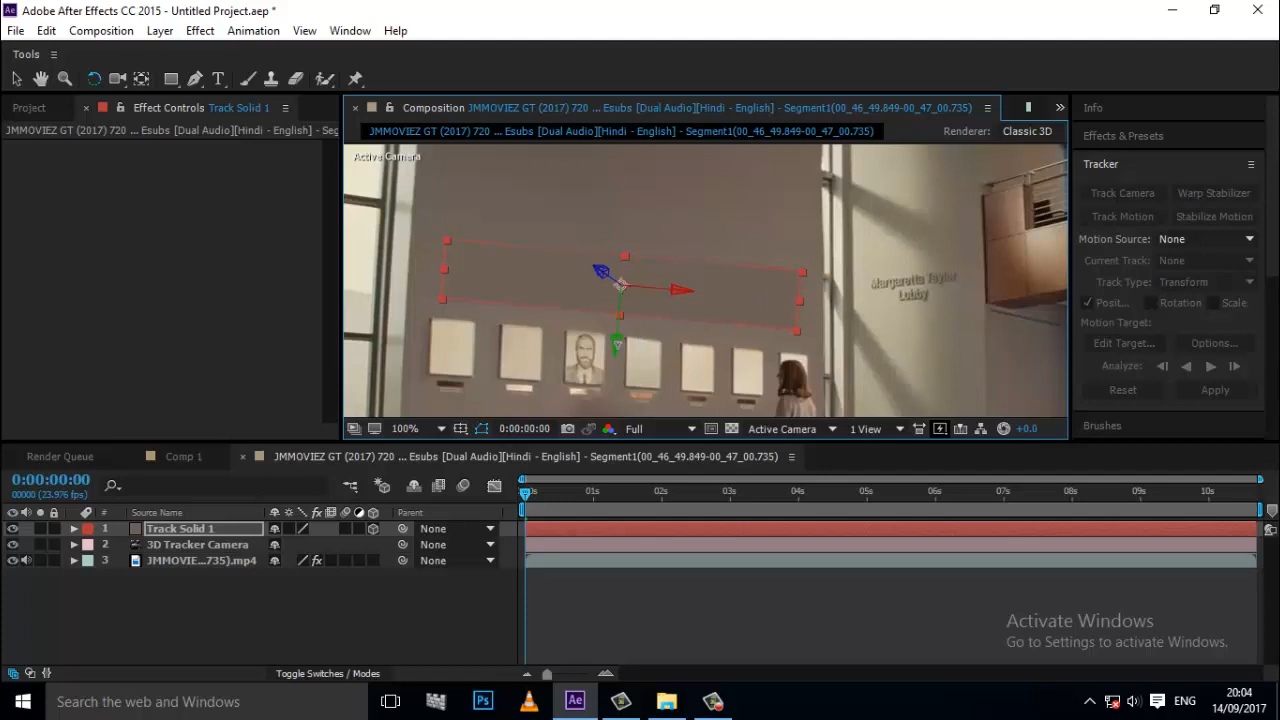 Adobe After Effects CC 2015 - Untitled Project.aep *
File Edit Composition Layer Effect Animation View Window Help
Tools
Project
Effect Controls Track Solid 1
Composition JMMOVIEZ GT (2017) 720 ... Esubs [Dual Audio][Hindi - English] - Segment1(00_46_49.849-00_47_00.735)
Info
JMMOVIEZ GT (2017) 720 ... Esubs [Dual Audio][Hindi - English] - Seg
JMMOVIEZ GT (2017) 720 ... Esubs [Dual Audio][Hindi - English] - Segment1(00_46_49.849-00_47_00.735)
Renderer: Classic 3D
Effects & Presets
Active Camera
Tracker
Track Camera Warp Stabilizer
Track Motion Stabilize Motion
Motion Source: None
Current Track: None
Track Type: Transform
Posit... Rotation Scale
Motion Target:
Edit Target... Options...
Analyze:
Reset Apply
Margaretta Taylor
Lobby
100% 0:00:00:00 Full Active Camera 1 View +0.0
Brushes
Render Queue
Comp 1
JMMOVIEZ GT (2017) 720 ... Esubs [Dual Audio][Hindi - English] - Segment1(00_46_49.849-00_47_00.735)
0:00:00:00
00000 (23.976 fps)
0s 01s 02s 03s 04s 05s 06s 07s 08s 09s 10s
# Source Name Parent
1 Track Solid 1 None
2 3D Tracker Camera None
3 JMMOVIE...735).mp4 None
Activate Windows
Go to Settings to activate Windows.
Toggle Switches / Modes
Search the web and Windows
Ps
Ae
ENG
20:04
14/09/2017